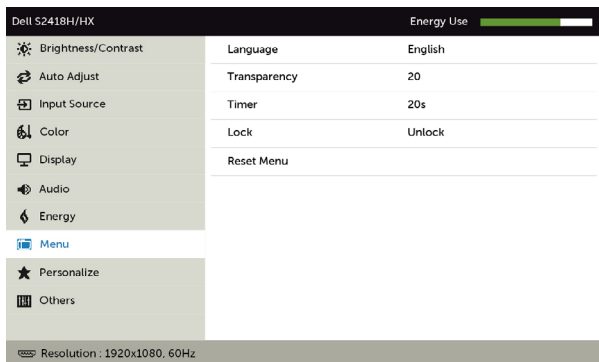 Dell S2418H/HX Energy Use
Brightness/Contrast
Auto Adjust
Input Source
Color
Display
Audio
Energy
Menu
Personalize
Others
Language English
Transparency 20
Timer 20s
Lock Unlock
Reset Menu
Resolution : 1920x1080, 60Hz